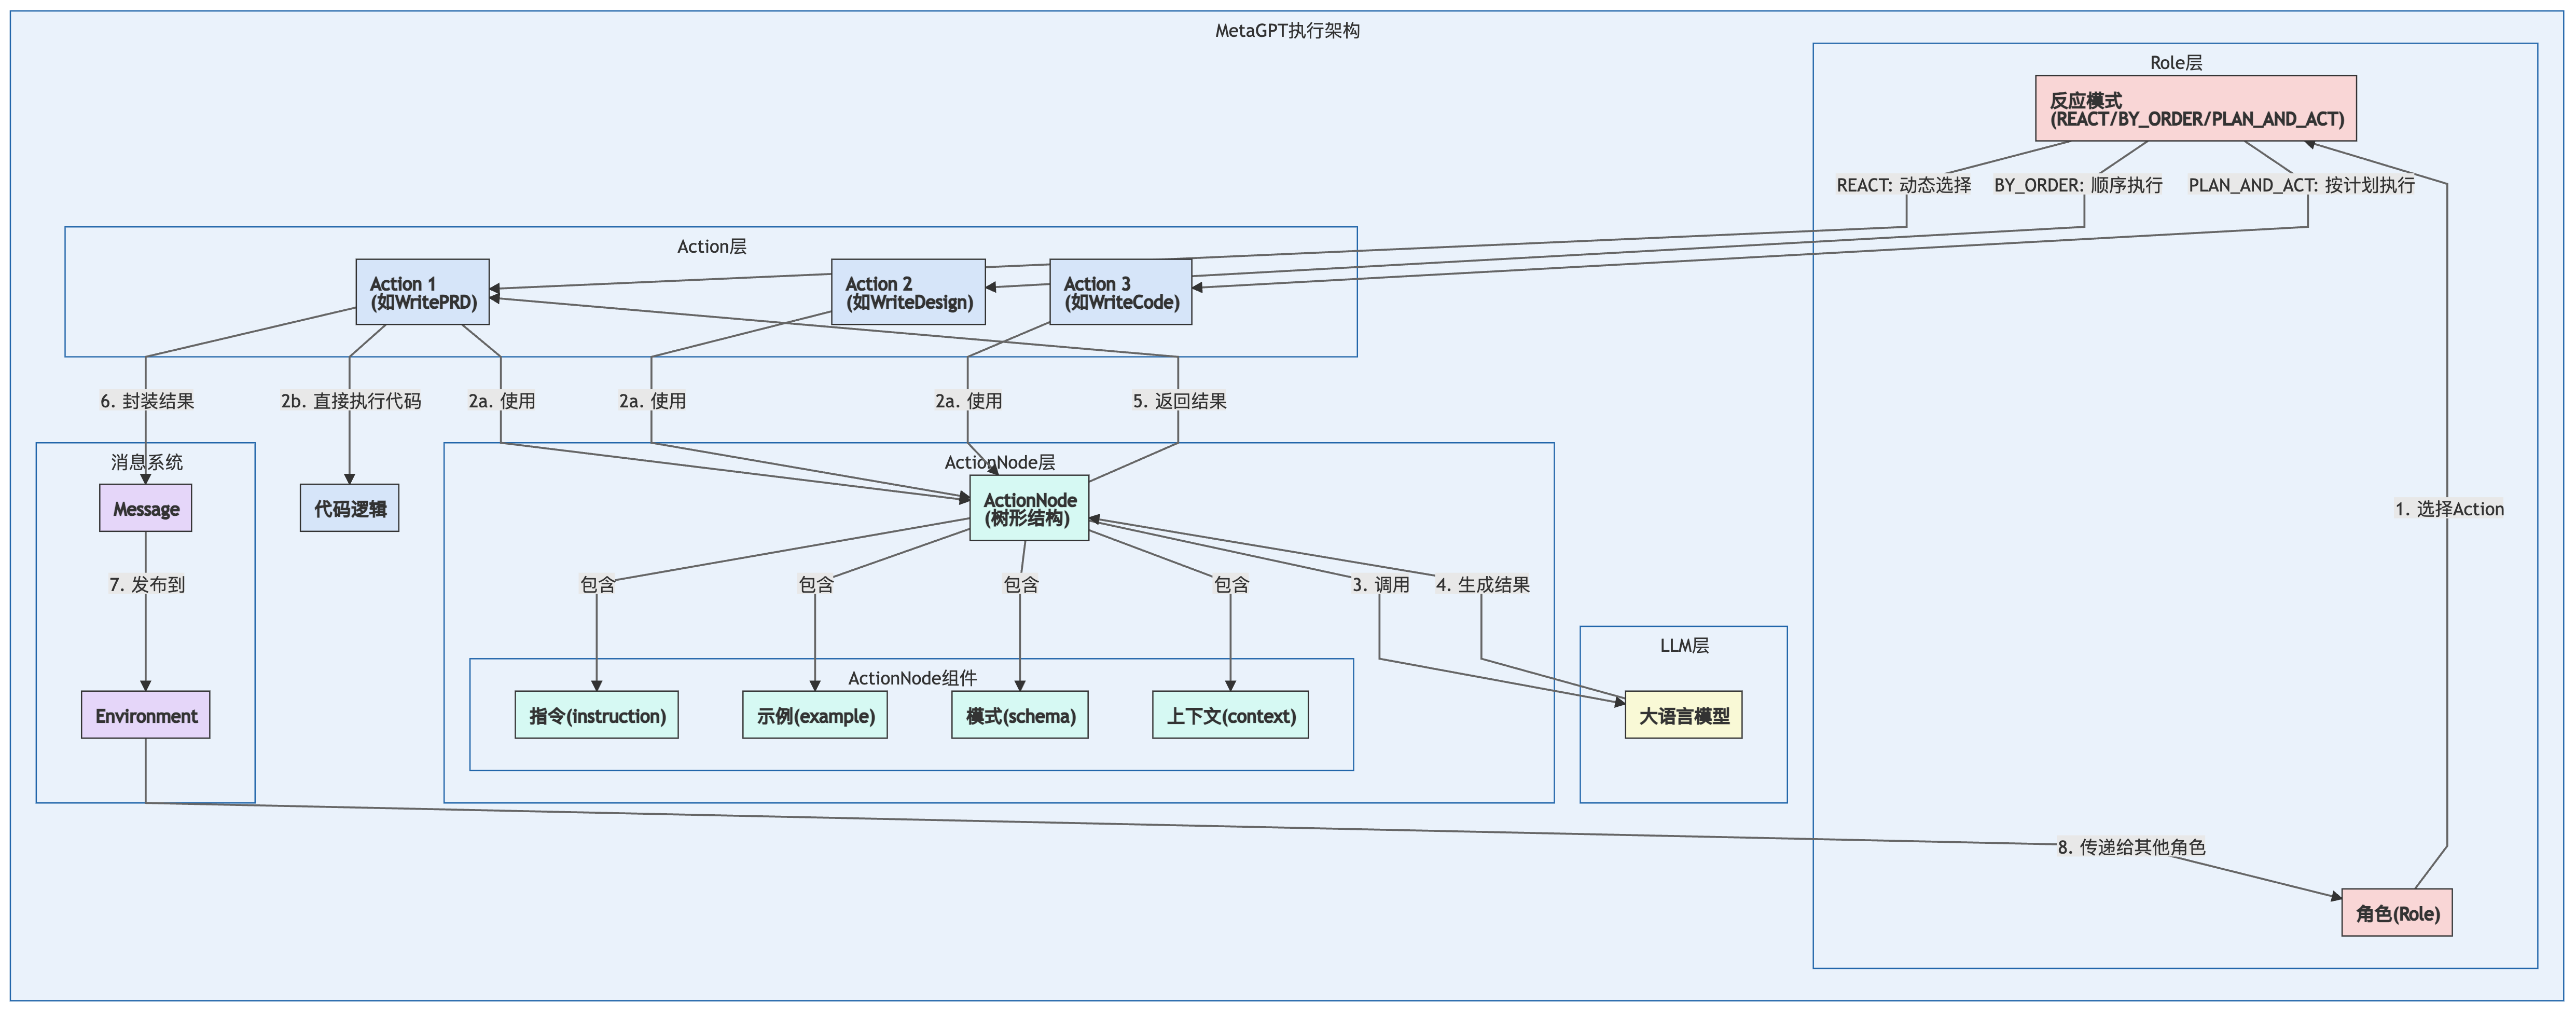 MetaGPT执行架构
Role层
反应模式
(REACT/BY_ORDER/PLAN_AND_ACT)
REACT: 动态选择
BY_ORDER: 顺序执行
PLAN_AND_ACT: 按计划执行
Action层
Action 1
(如WritePRD)
Action 2
(如WriteDesign)
Action 3
(如WriteCode)
6. 封装结果
2b. 直接执行代码
2a. 使用
2a. 使用
2a. 使用
5. 返回结果
消息系统
ActionNode层
Message
代码逻辑
ActionNode
(树形结构)
1. 选择Action
7. 发布到
包含
包含
包含
包含
3. 调用
4. 生成结果
LLM层
ActionNode组件
Environment
指令(instruction)
示例(example)
模式(schema)
上下文(context)
大语言模型
8. 传递给其他角色
角色(Role)